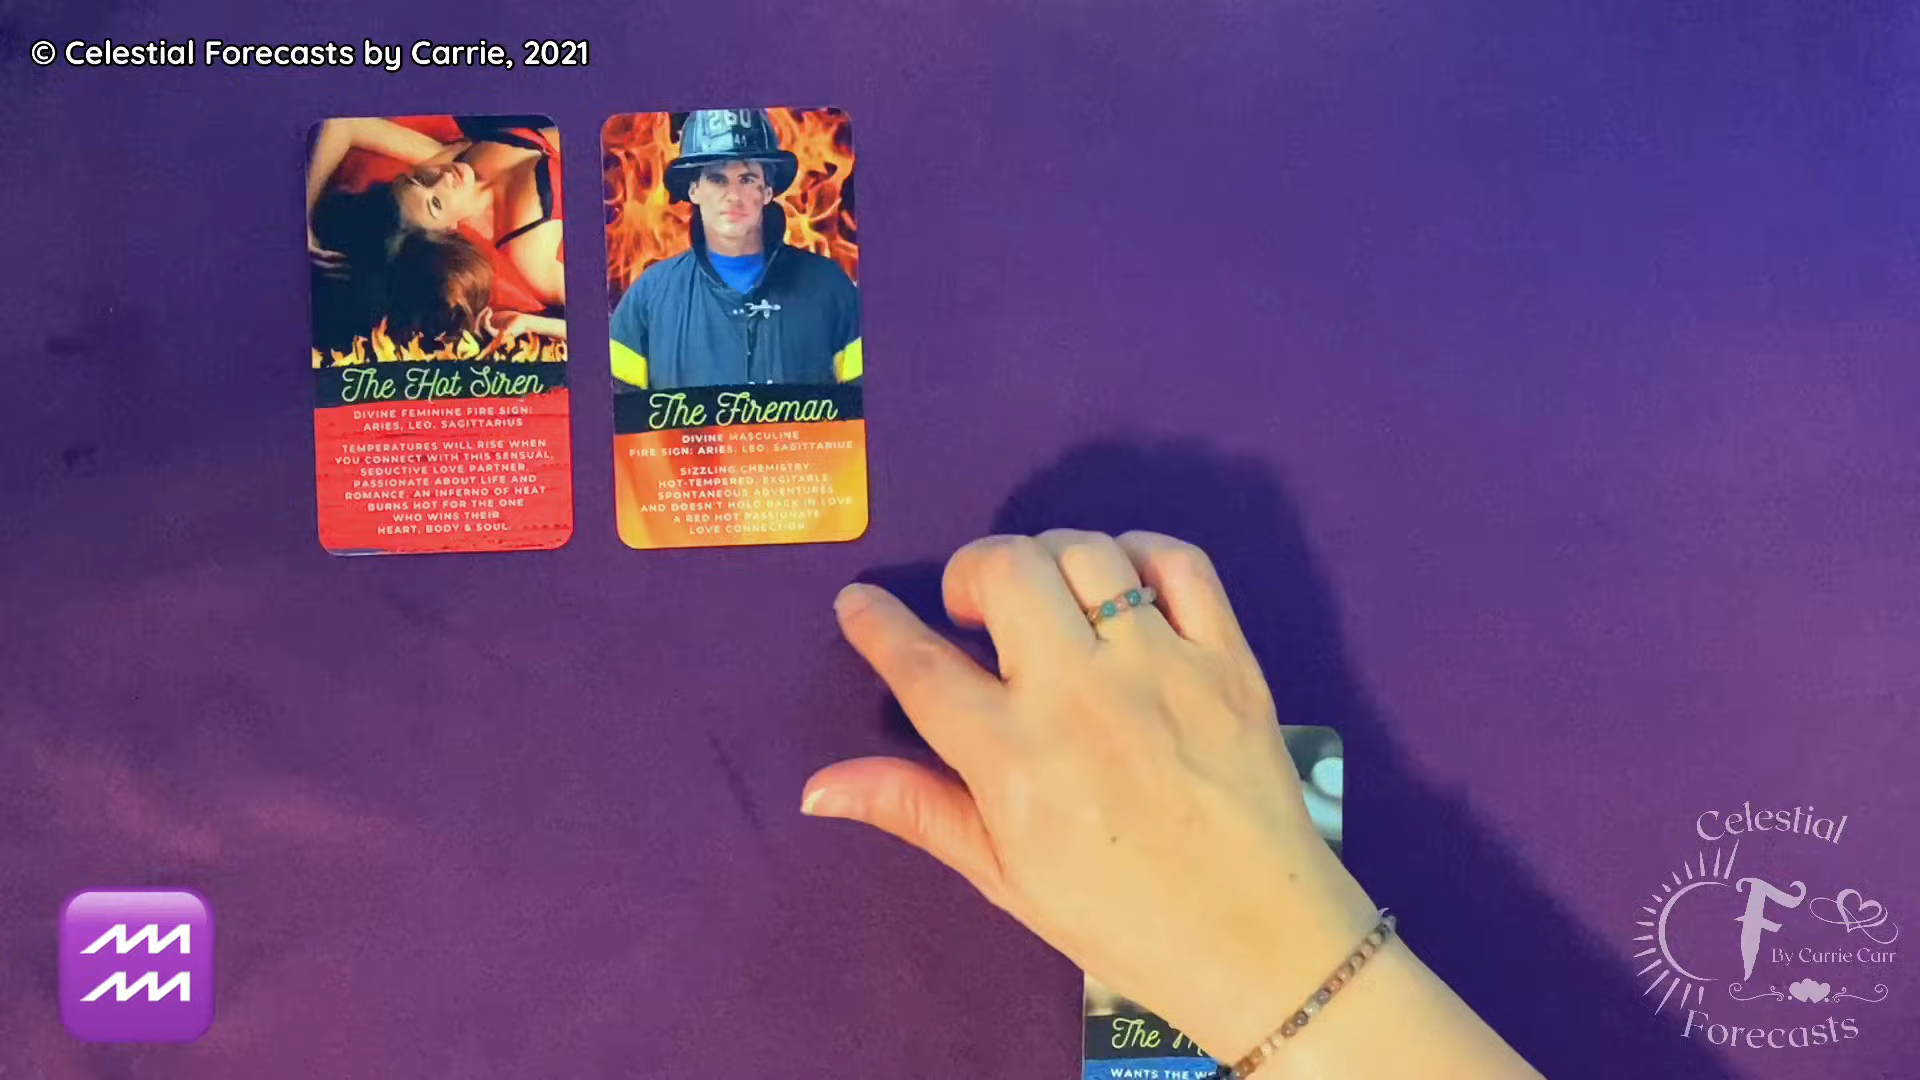 © Celestial Forecasts by Carrie, 2021
260
The Hot Siren
DIVINE FEMININE FIRE SIGN:
ARIES, LEO, SAGITTARIUS
TEMPERATURES WILL RISE WHEN
YOU CONNECT WITH THIS SENSUAL,
SEDUCTIVE LOVE PARTNER,
PASSIONATE ABOUT LIFE AND
ROMANCE, AN INFERNO OF HEAT
BURNS HOT FOR THE ONE
WHO WINS THEIR
HEART, BODY & SOUL.
The Fireman
DIVINE MASCULINE
FIRE SIGN: ARIES, LEO, SAGITTARIUS
SIZZLING CHEMISTRY
HOT-TEMPERED, EXCITABLE
SPONTANEOUS ADVENTURES
AND DOESN'T HOLD BACK IN LOVE
A RED HOT PASSIONATE
LOVE CONNECTION
The
WANTS THE
Celestial
F
By Carrie Carr
Forecasts